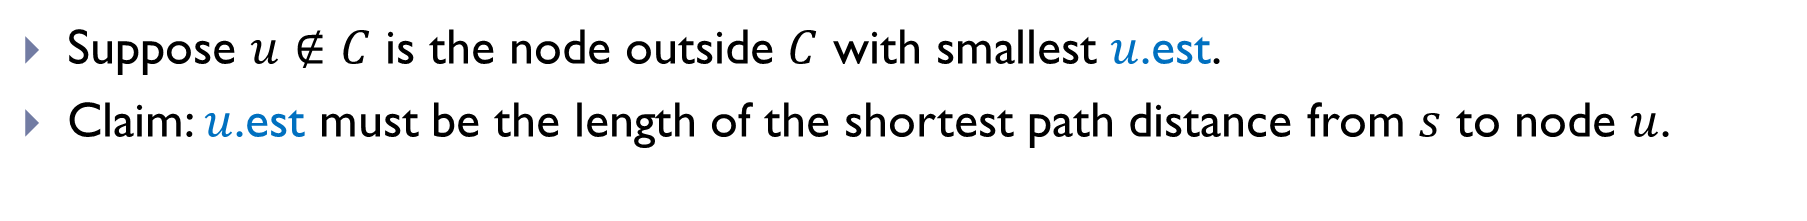 Suppose 𝑢 ∉ 𝐶 is the node outside 𝐶 with smallest 𝑢.est.
Claim: 𝑢.est must be the length of the shortest path distance from 𝑠 to node 𝑢.